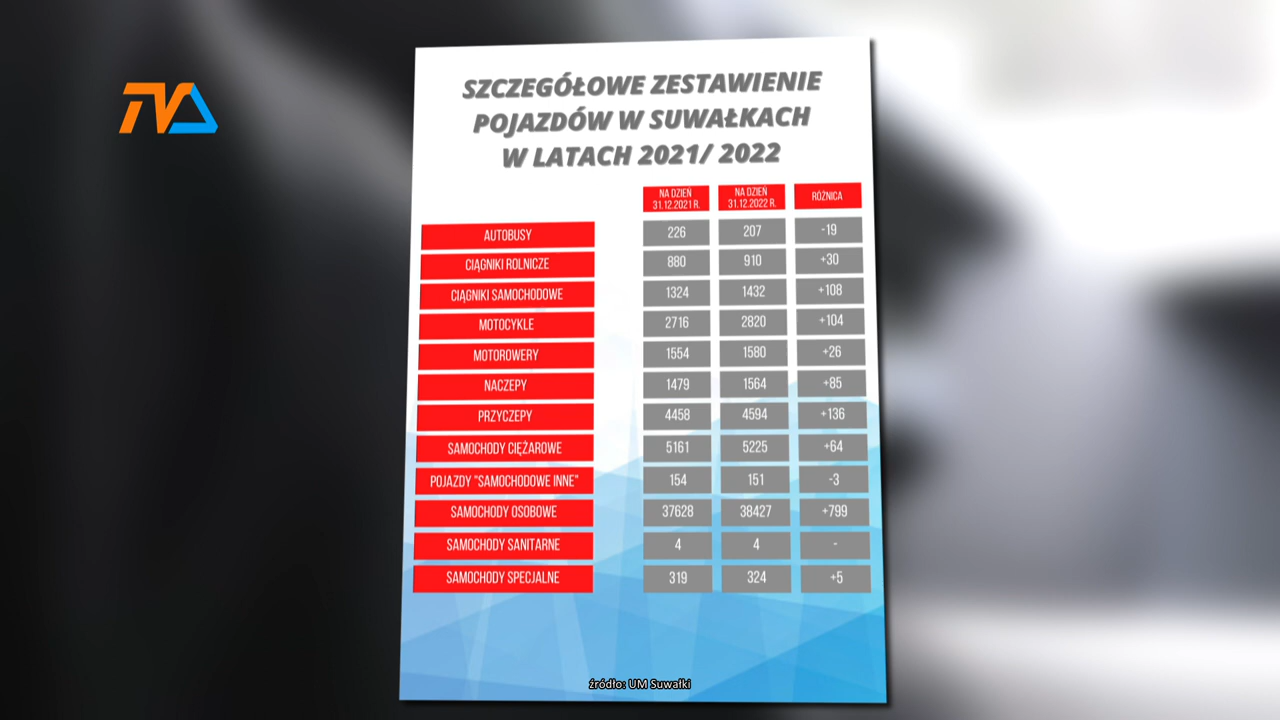 TVS
SZCZEGÓŁOWE ZESTAWIENIE
POJAZDÓW W SUWAŁKACH
W LATACH 2021/ 2022
NA DZIEŃ 31.12.2021 R. NA DZIEŃ 31.12.2022 R. RÓŻNICA
AUTOBUSY 226 207 -19
CIĄGNIKI ROLNICZE 880 910 +30
CIĄGNIKI SAMOCHODOWE 1324 1432 +108
MOTOCYKLE 2716 2820 +104
MOTOROWERY 1554 1580 +26
NACZEPY 1479 1564 +85
PRZYCZEPY 4458 4594 +136
SAMOCHODY CIĘŻAROWE 5161 5225 +64
POJAZDY "SAMOCHODOWE INNE" 154 151 -3
SAMOCHODY OSOBOWE 37628 38427 +799
SAMOCHODY SANITARNE 4 4 -
SAMOCHODY SPECJALNE 319 324 +5
źródło: UM Suwałki